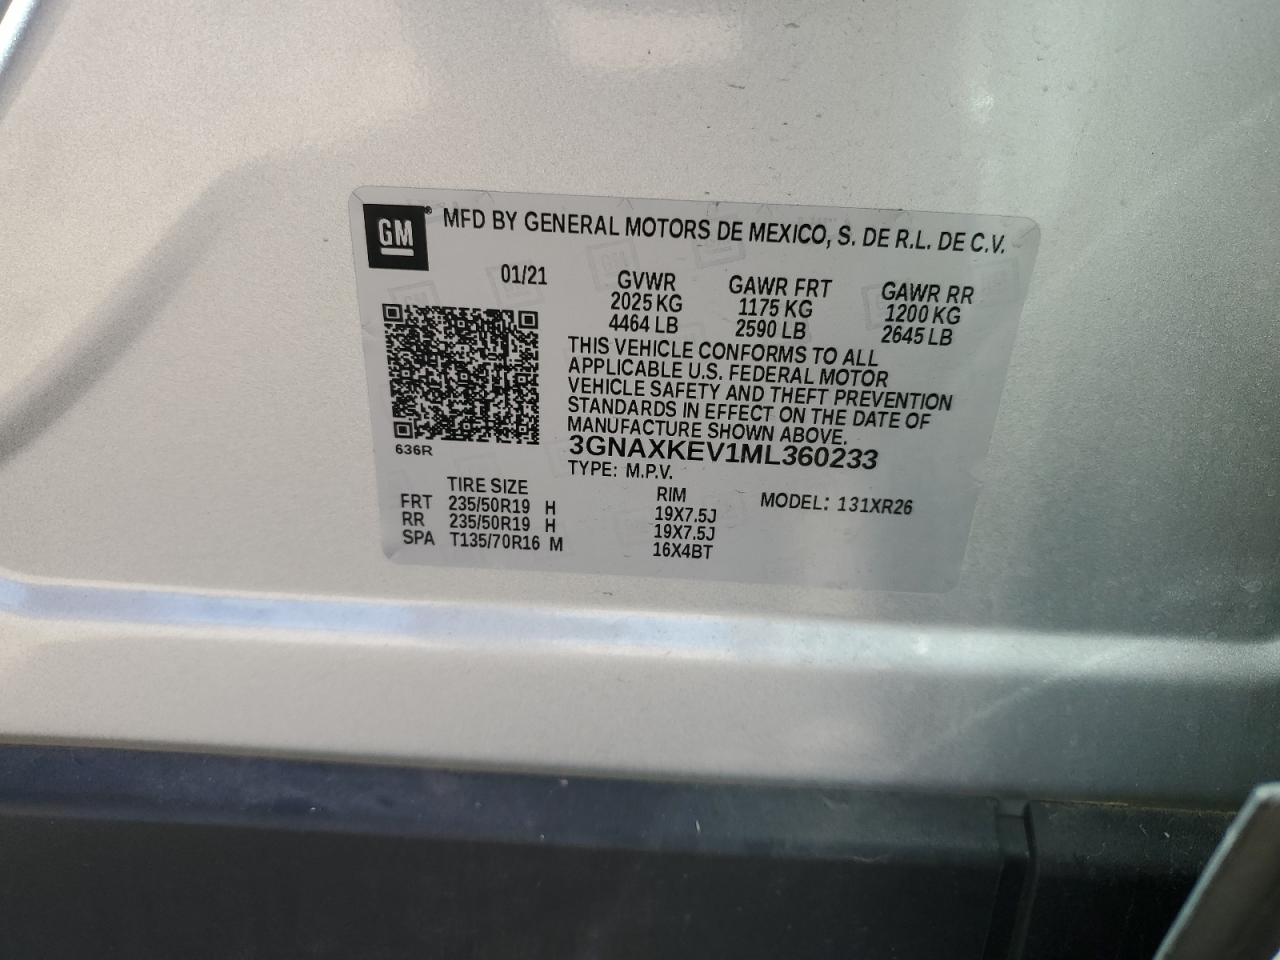 GM® MFD BY GENERAL MOTORS DE MEXICO, S. DE R.L. DE C.V.
01/21 GVWR GAWR FRT GAWR RR
2025 KG 1175 KG 1200 KG
4464 LB 2590 LB 2645 LB
THIS VEHICLE CONFORMS TO ALL
APPLICABLE U.S. FEDERAL MOTOR
VEHICLE SAFETY AND THEFT PREVENTION
STANDARDS IN EFFECT ON THE DATE OF
MANUFACTURE SHOWN ABOVE.
636R 3GNAXKEV1ML360233
TYPE: M.P.V.
TIRE SIZE RIM MODEL: 131XR26
FRT 235/50R19 H 19X7.5J
RR 235/50R19 H 19X7.5J
SPA T135/70R16 M 16X4BT